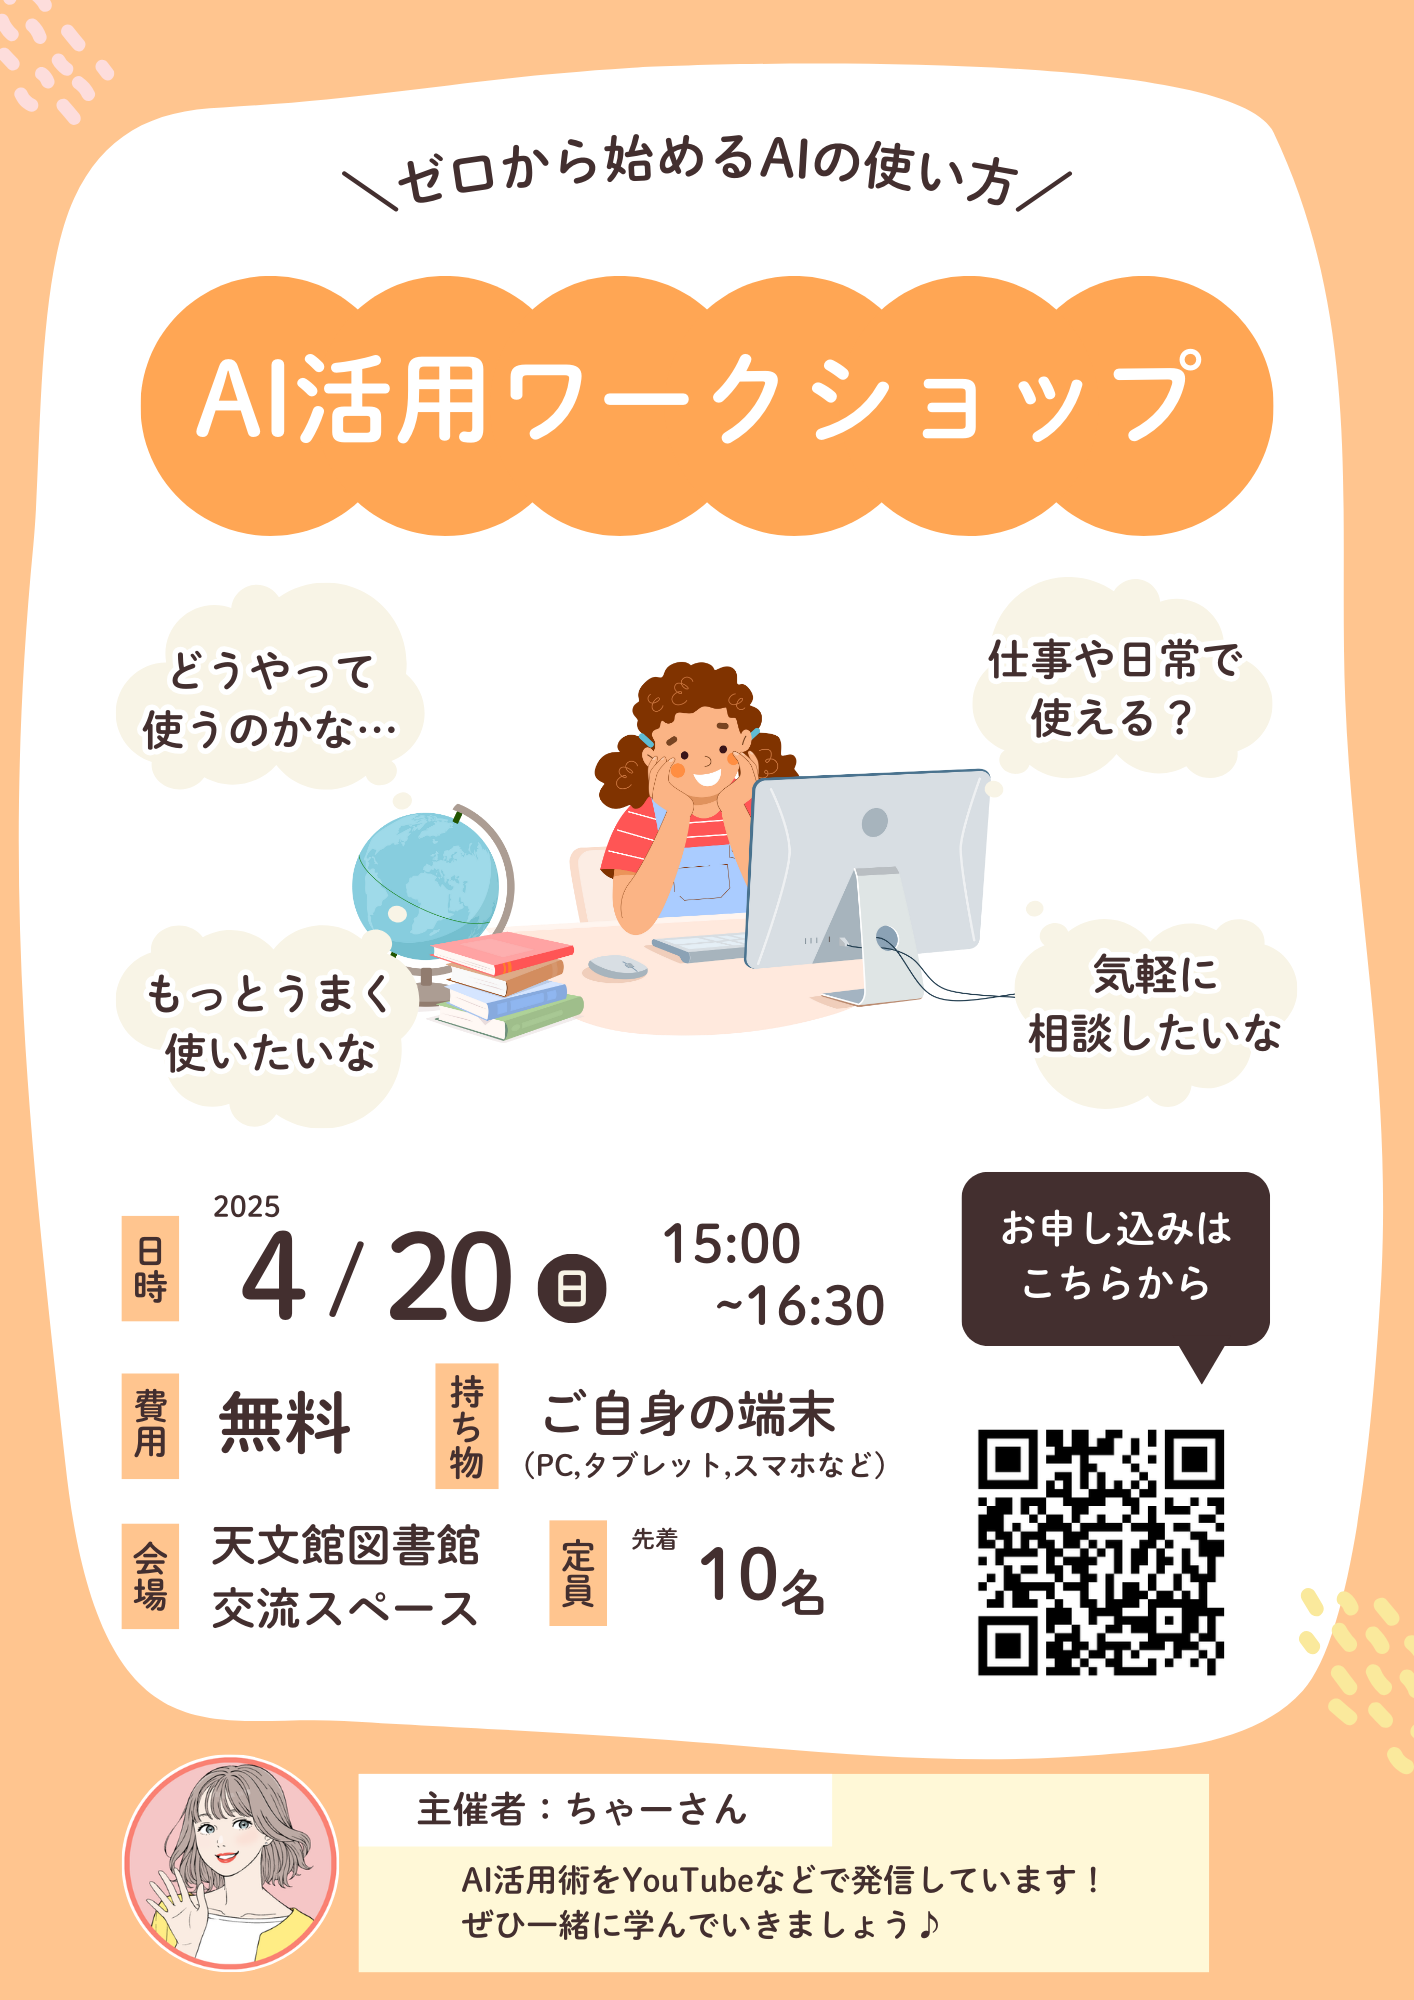 ゼロから始めるAIの使い方
AI活用ワークショップ
どうやって
使うのかな…
仕事や日常で
使える？
もっとうまく
使いたいな
気軽に
相談したいな
日時
2025
4/20 日
15:00
~16:30
費用
無料
持ち物
ご自身の端末
（PC,タブレット,スマホなど）
会場
天文館図書館
交流スペース
定員
先着
10名
お申し込みは
こちらから
主催者：ちゃーさん
AI活用術をYouTubeなどで発信しています！
ぜひ一緒に学んでいきましょう♪